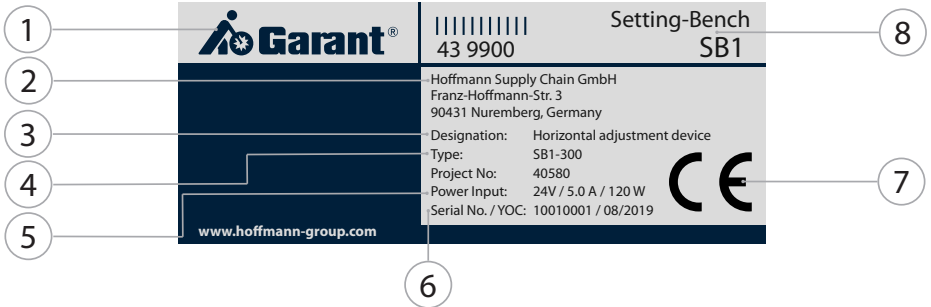 1
Garant®
43 9900
Setting-Bench
SB1
8
2
Hoffmann Supply Chain GmbH
Franz-Hoffmann-Str. 3
90431 Nuremberg, Germany
3
Designation: Horizontal adjustment device
4
Type: SB1-300
Project No: 40580
5
Power Input: 24V / 5.0 A / 120 W
Serial No. / YOC: 10010001 / 08/2019
CE
7
www.hoffmann-group.com
6